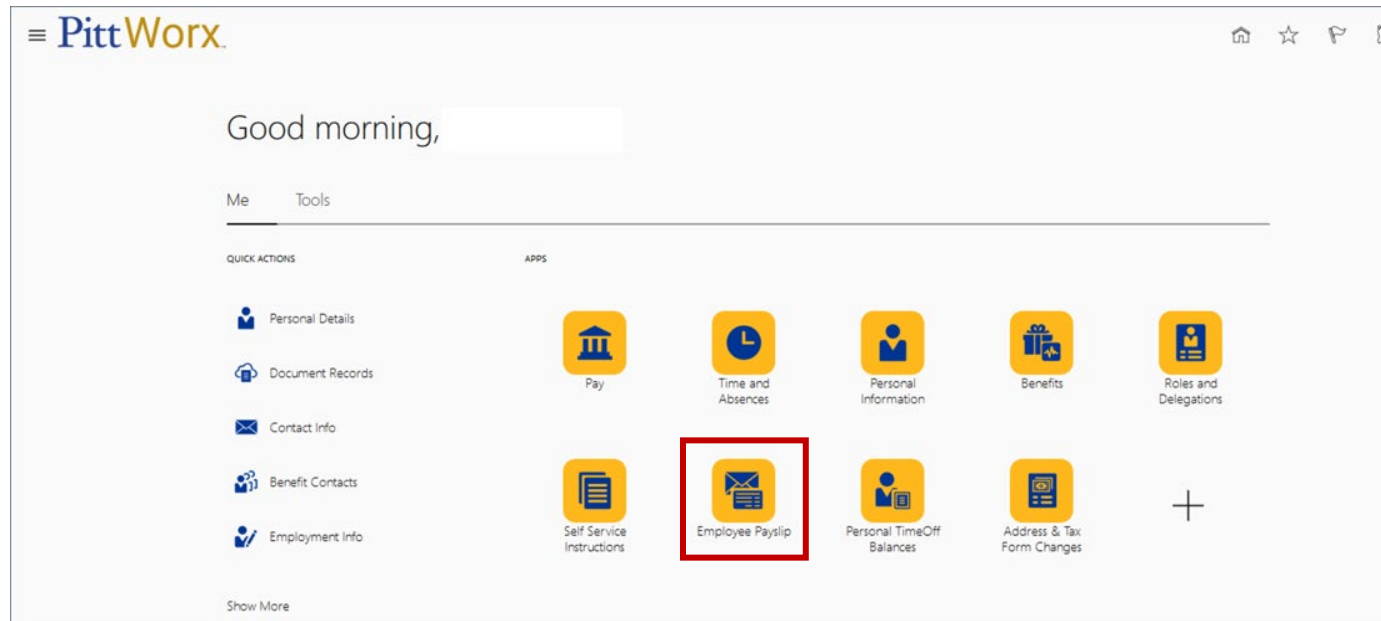 PittWorx
Good morning,
Me Tools
QUICK ACTIONS
APPS
Personal Details
Document Records
Contact Info
Benefit Contacts
Employment Info
Show More
Pay
Time and
Absences
Personal
Information
Benefits
Roles and
Delegations
Self Service
Instructions
Employee Payslip
Personal TimeOff
Balances
Address & Tax
Form Changes